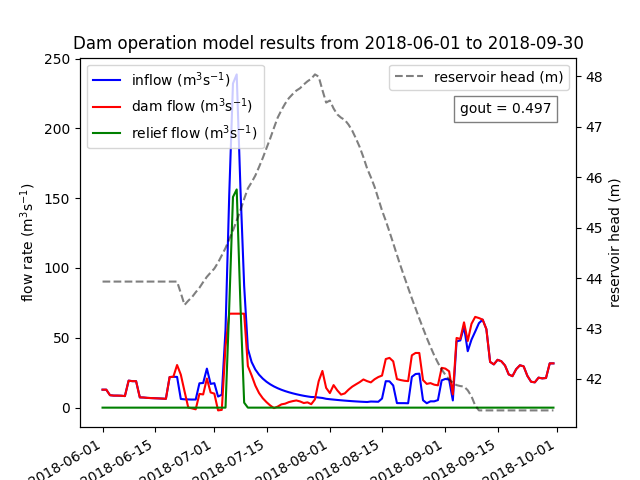 Dam operation model results from 2018-06-01 to 2018-09-30
inflow (m³s⁻¹)
dam flow (m³s⁻¹)
relief flow (m³s⁻¹)
reservoir head (m)
gout = 0.497
flow rate (m³s⁻¹)
250
200
150
100
50
0
reservoir head (m)
48
47
46
45
44
43
42
2018-06-01
2018-06-15
2018-07-01
2018-07-15
2018-08-01
2018-08-15
2018-09-01
2018-09-15
2018-10-01